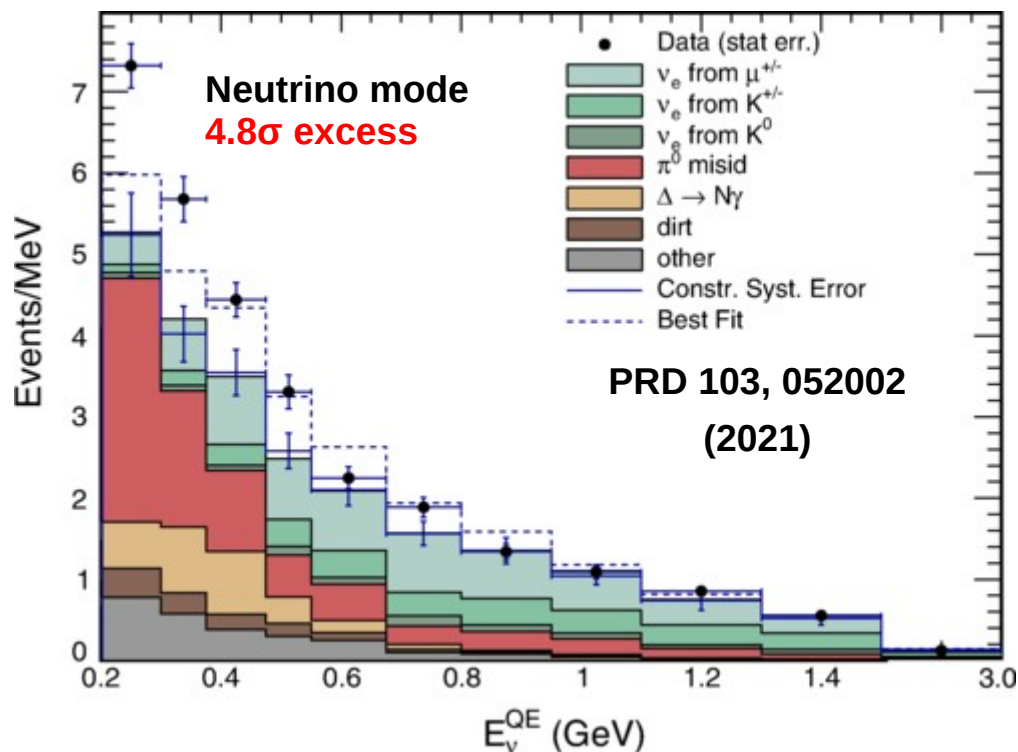 Neutrino mode
4.8σ excess
Data (stat err.)
νe from μ+/-
νe from K+/-
νe from K0
π0 misid
Δ → Nγ
dirt
other
Constr. Syst. Error
Best Fit
PRD 103, 052002
(2021)
Events/MeV
7
6
5
4
3
2
1
0
0.2 0.4 0.6 0.8 1 1.2 1.4 3.0
EνQE (GeV)